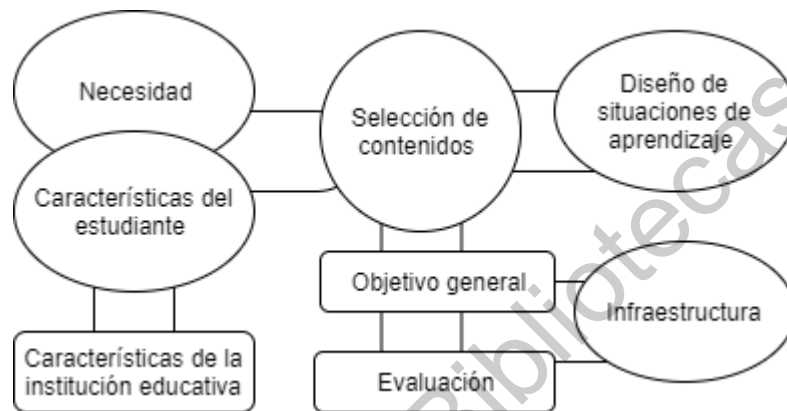 Necesidad
Selección de
contenidos
Diseño de
situaciones de
aprendizaje
Características del
estudiante
Objetivo general
Infraestructura
Características de la
institución educativa
Evaluación
Bibliotecas